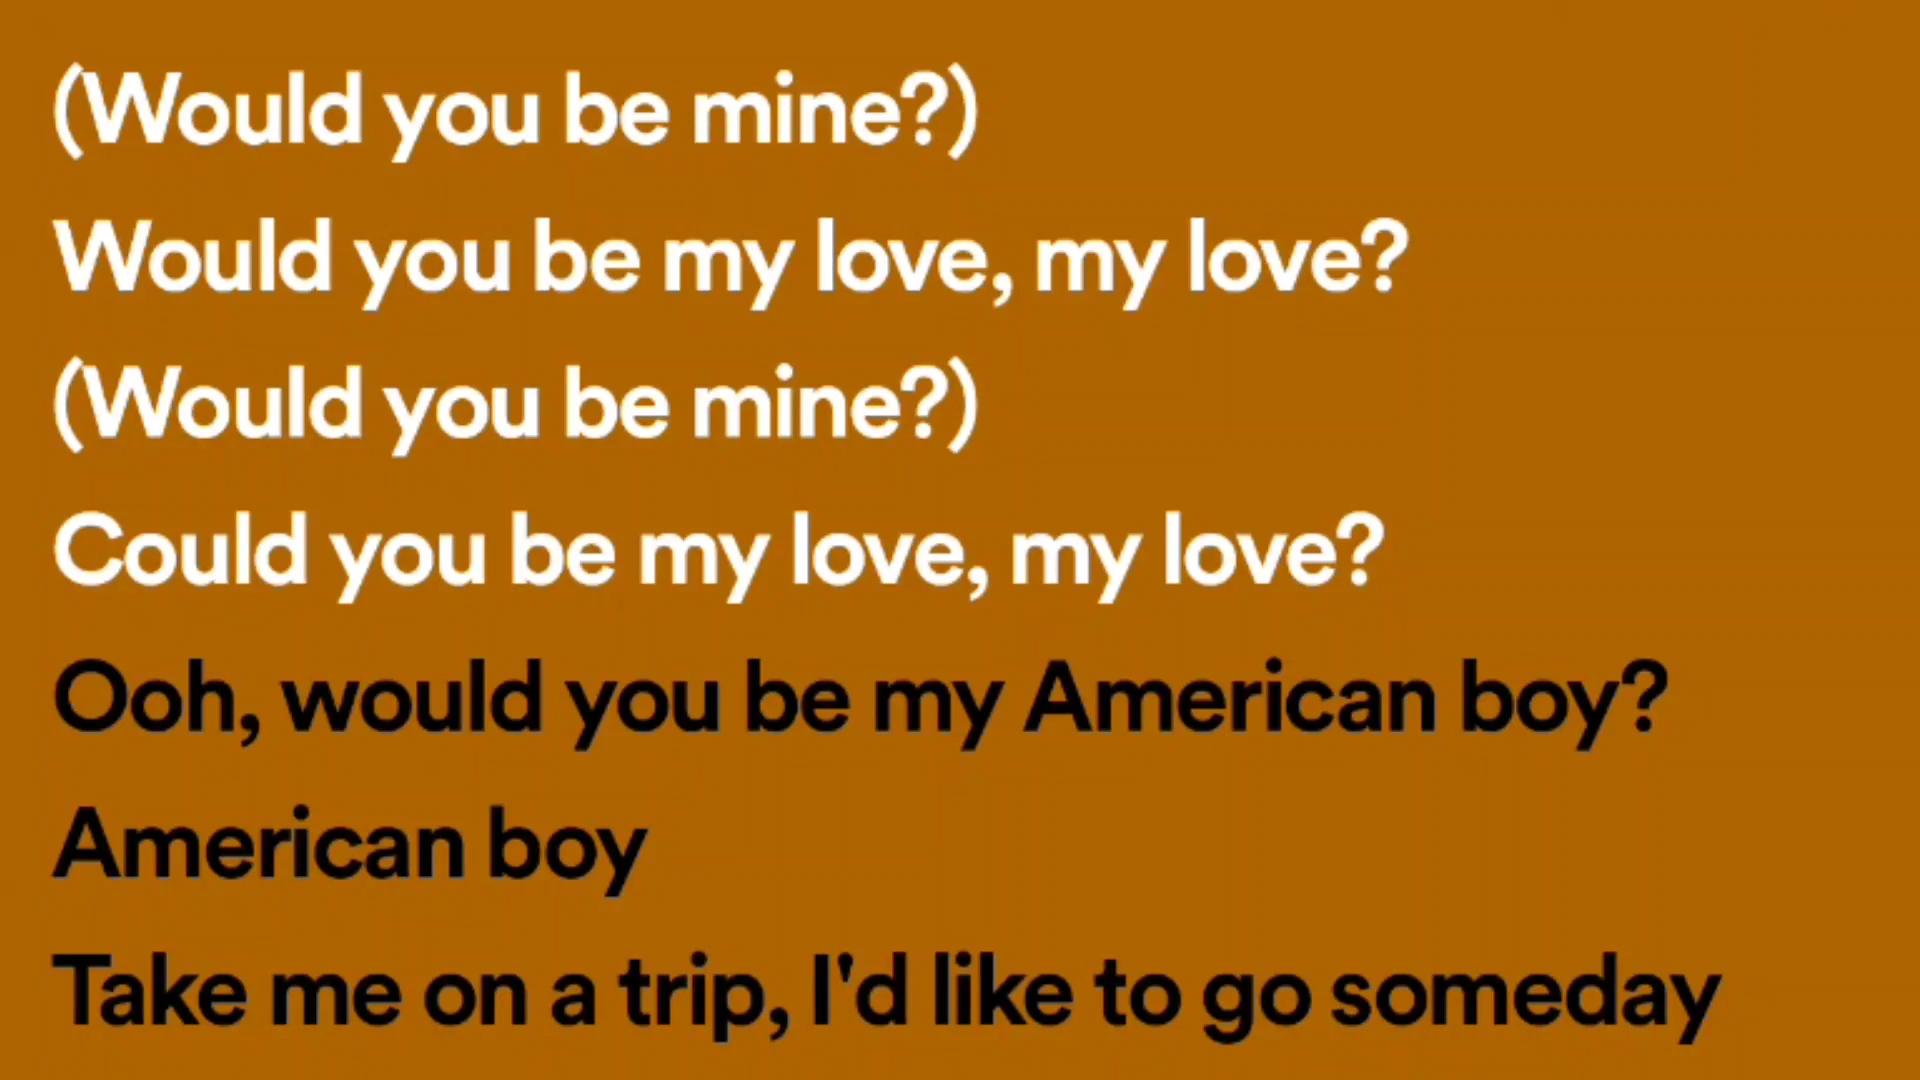 (Would you be mine?)
Would you be my love, my love?
(Would you be mine?)
Could you be my love, my love?
Ooh, would you be my American boy?
American boy
Take me on a trip, I'd like to go someday